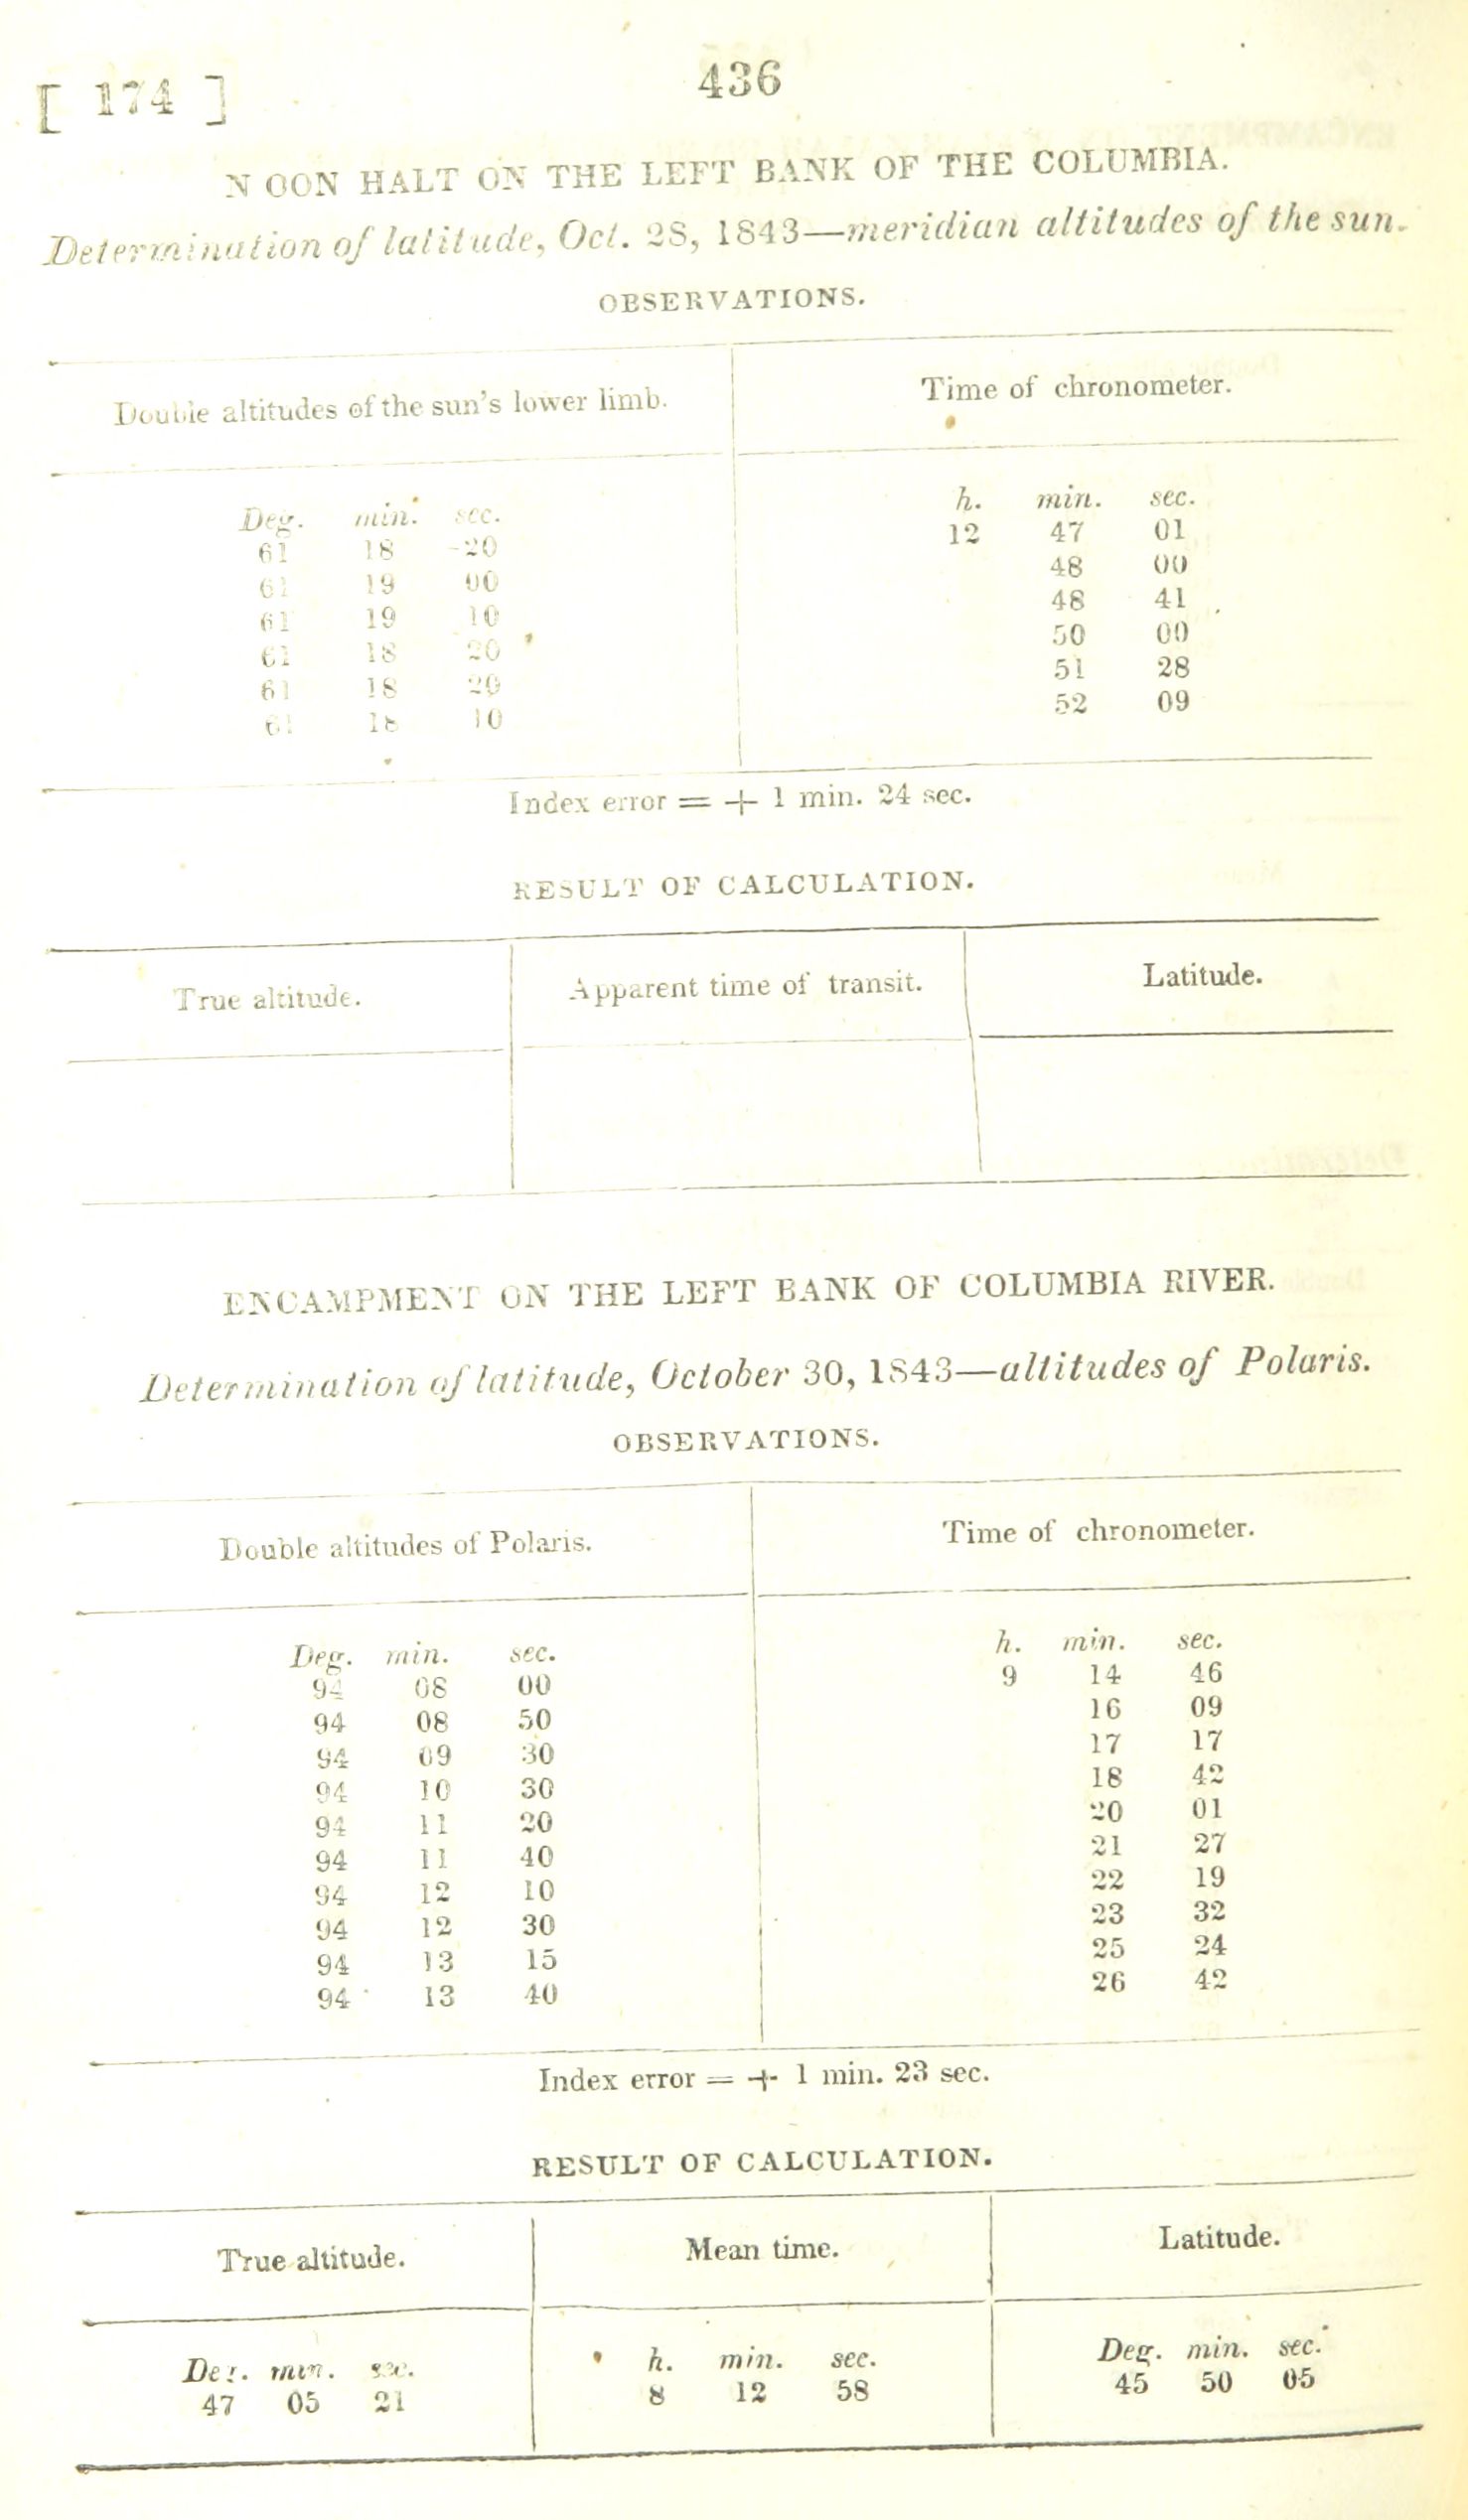 [ 174 ]
436
NOON HALT ON THE LEFT BANK OF THE COLUMBIA.
Determination of latitude, Oct. 28, 1843—meridian altitudes of the sun.
OBSERVATIONS.
Double altitudes of the sun's lower limb. Time of chronometer.
Deg. min. sec. h. min. sec.
61 18 20 12 47 01
61 19 00 48 00
61 19 10 48 41
61 18 20 50 00
61 18 20 51 28
61 18 10 52 09
Index error = + 1 min. 24 sec.
RESULT OF CALCULATION.
True altitude. Apparent time of transit. Latitude.
ENCAMPMENT ON THE LEFT BANK OF COLUMBIA RIVER.
Determination of latitude, October 30, 1843—altitudes of Polaris.
OBSERVATIONS.
Double altitudes of Polaris. Time of chronometer.
Deg. min. sec. h. min. sec.
94 08 00 9 14 46
94 08 50 16 09
94 09 30 17 17
94 10 30 18 42
94 11 20 20 01
94 11 40 21 27
94 12 10 22 19
94 12 30 23 32
94 13 15 25 24
94 13 40 26 42
Index error = + 1 min. 23 sec.
RESULT OF CALCULATION.
True altitude. Mean time. Latitude.
Deg. min. sec. h. min. sec. Deg. min. sec.
47 05 21 8 12 58 45 50 05